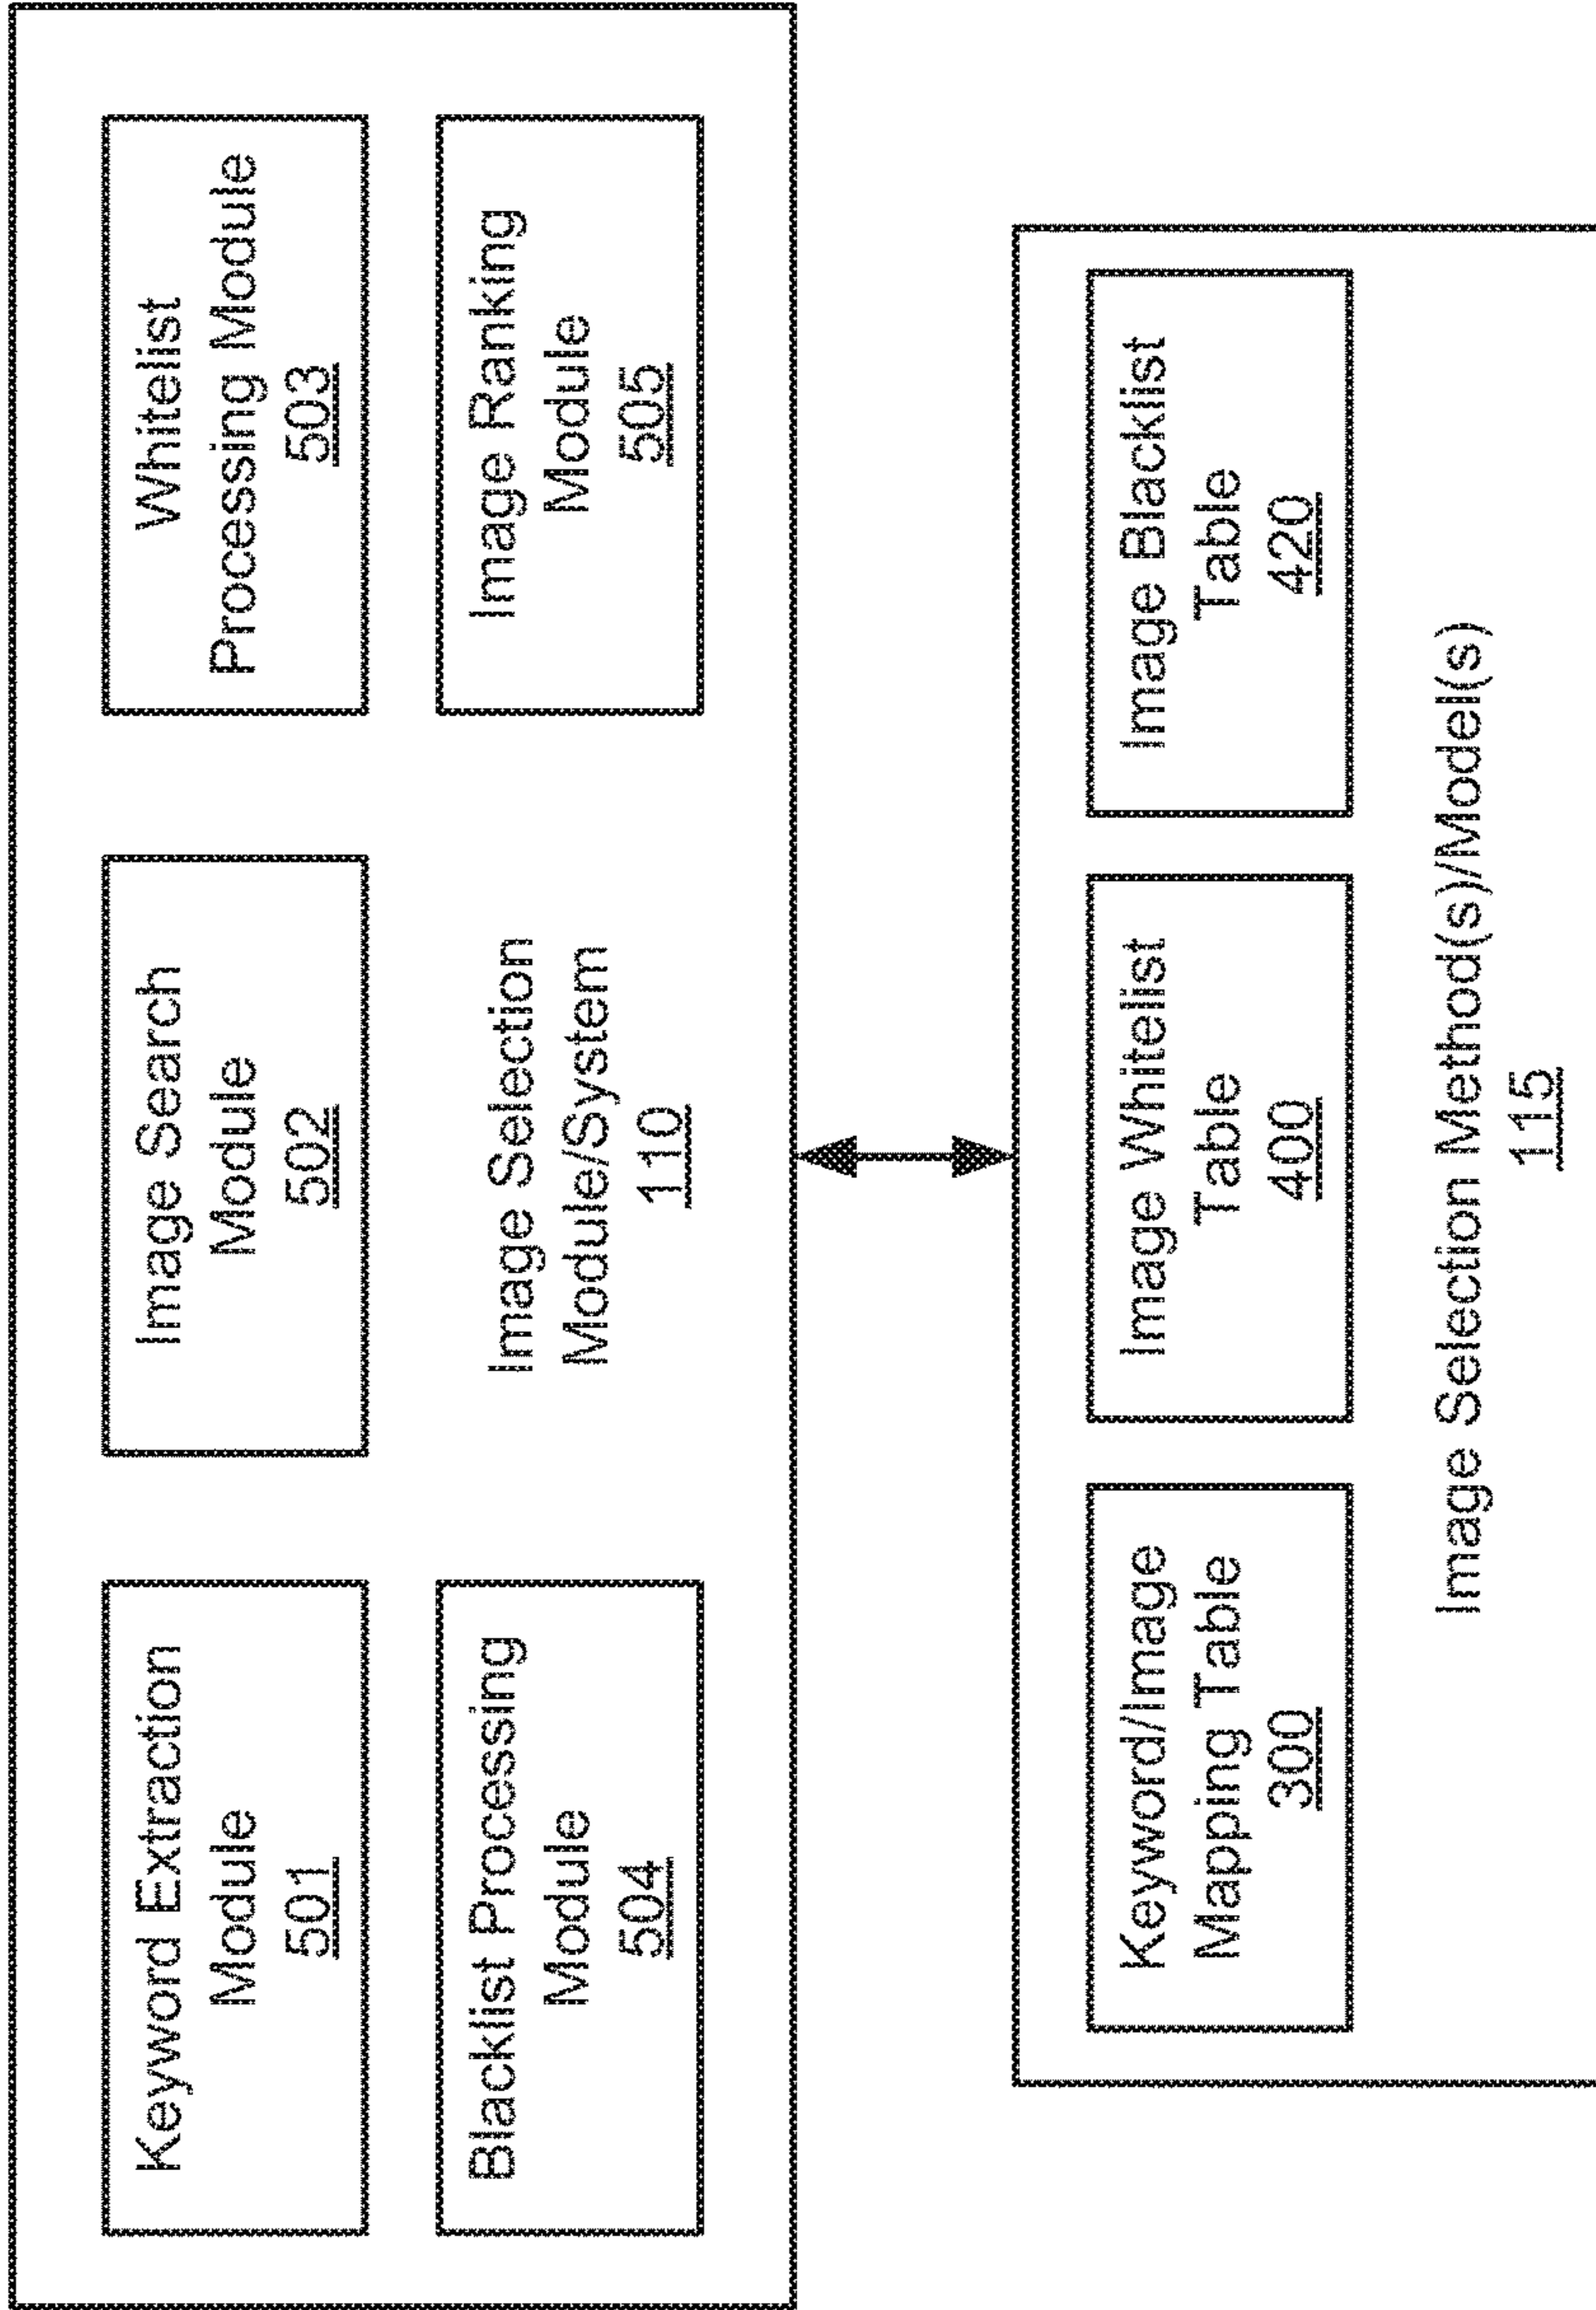 Keyword Extraction
Module
501
Image Search
Module
502
Whitelist
Processing Module
503
Blacklist Processing
Module
504
Image Selection
Module/System
110
Image Ranking
Module
505
Keyword/Image
Mapping Table
300
Image Whitelist
Table
400
Image Blacklist
Table
420
Image Selection Method(s)/Model(s)
115